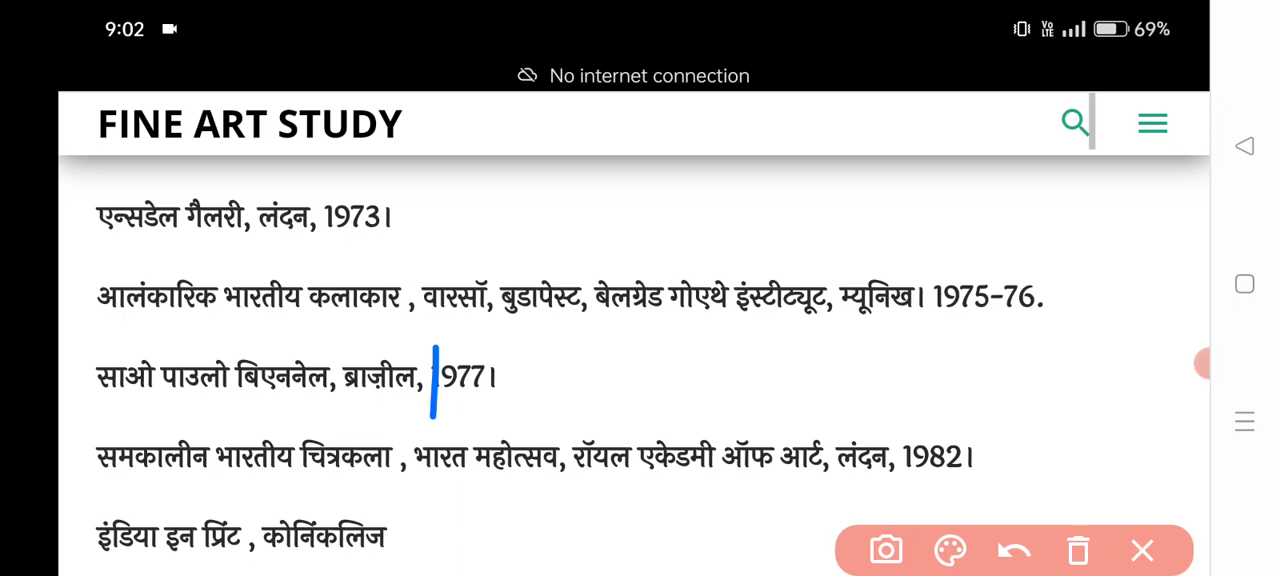 9:02 Vo LTE 69%
No internet connection
FINE ART STUDY
एन्सडेल गैलरी, लंदन, 1973।
आलंकारिक भारतीय कलाकार , वारसॉ, बुडापेस्ट, बेलग्रेड गोएथे इंस्टीट्यूट, म्यूनिख। 1975-76.
साओ पाउलो बिएननेल, ब्राज़ील, 1977।
समकालीन भारतीय चित्रकला , भारत महोत्सव, रॉयल एकेडमी ऑफ आर्ट, लंदन, 1982।
इंडिया इन प्रिंट , कोनिंकलिज